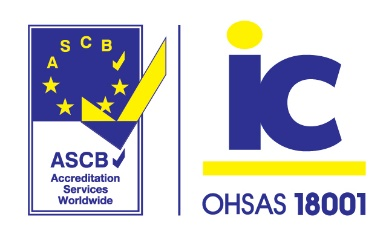 A S C B
ASCB
Accreditation
Services
Worldwide
ic
OHSAS 18001